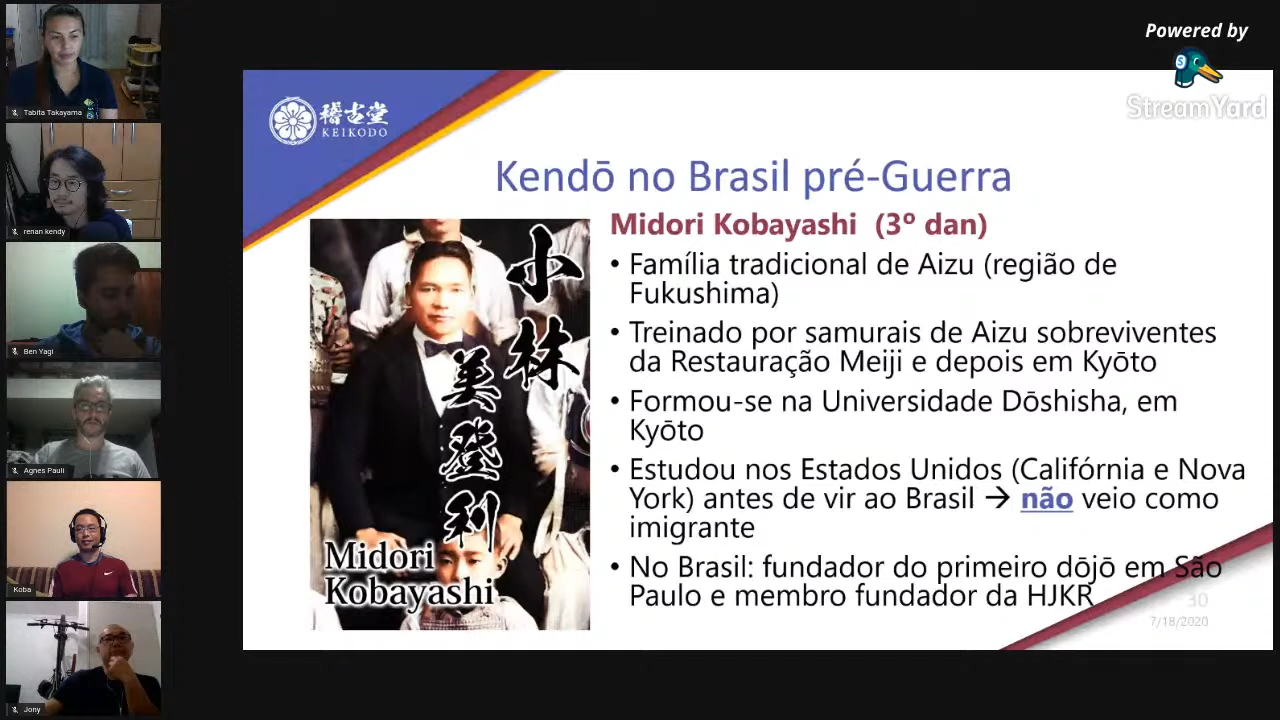 Powered by
StreamYard
Tabita Takayama
renan kendy
Ben Yagi
Agnes Pauli
Koba
Jony
稽古堂
KEIKODO
Kendō no Brasil pré-Guerra
小林
美登利
Midori
Kobayashi
Midori Kobayashi (3º dan)
• Família tradicional de Aizu (região de
Fukushima)
• Treinado por samurais de Aizu sobreviventes
da Restauração Meiji e depois em Kyōto
• Formou-se na Universidade Dōshisha, em
Kyōto
• Estudou nos Estados Unidos (Califórnia e Nova
York) antes de vir ao Brasil → não veio como
imigrante
• No Brasil: fundador do primeiro dōjō em São
Paulo e membro fundador da HJKR
30
7/18/2020